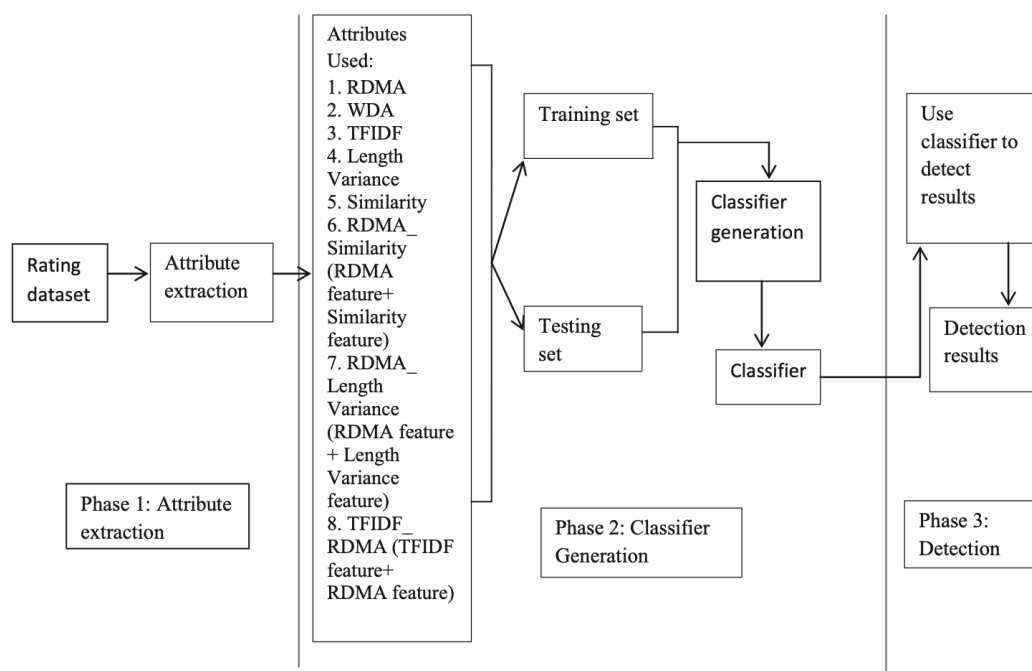 Rating
dataset
Attribute
extraction
Phase 1: Attribute
extraction
Attributes
Used:
1. RDMA
2. WDA
3. TFIDF
4. Length
Variance
5. Similarity
6. RDMA_
Similarity
(RDMA
feature+
Similarity
feature)
7. RDMA_
Length
Variance
(RDMA feature
+ Length
Variance
feature)
8. TFIDF_
RDMA (TFIDF
feature+
RDMA feature)
Training set
Testing
set
Classifier
generation
Classifier
Phase 2: Classifier
Generation
Use
classifier to
detect
results
Detection
results
Phase 3:
Detection